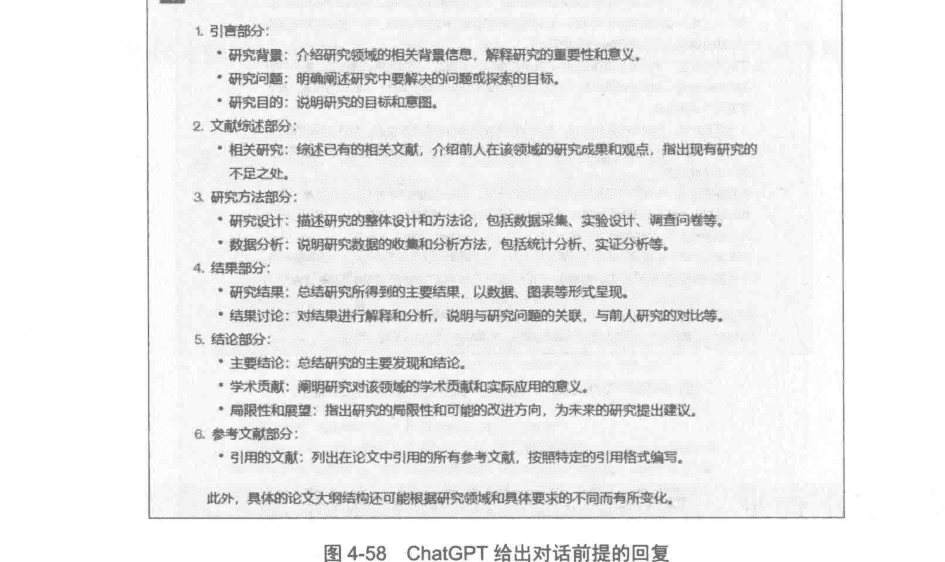 1. 引言部分：
• 研究背景：介绍研究领域的相关背景信息，解释研究的重要性和意义。
• 研究问题：明确阐述研究中要解决的问题或探索的目标。
• 研究目的：说明研究的目标和意图。
2. 文献综述部分：
• 相关研究：综述已有的相关文献，介绍前人在该领域的研究成果和观点，指出现有研究的
不足之处。
3. 研究方法部分：
• 研究设计：描述研究的整体设计和方法论，包括数据采集、实验设计、调查问卷等。
• 数据分析：说明研究数据的收集和分析方法，包括统计分析、实证分析等。
4. 结果部分：
• 研究结果：总结研究所得到的主要结果，以数据、图表等形式呈现。
• 结果讨论：对结果进行解释和分析，说明与研究问题的关联，与前人研究的对比等。
5. 结论部分：
• 主要结论：总结研究的主要发现和结论。
• 学术贡献：阐明研究对该领域的学术贡献和实际应用的意义。
• 局限性和展望：指出研究的局限性和可能的改进方向，为未来的研究提出建议。
6. 参考文献部分：
• 引用的文献：列出在论文中引用的所有参考文献，按照特定的引用格式编写。
此外，具体的论文大纲结构还可能根据研究领域和具体要求的不同而有所变化。
图 4-58 ChatGPT 给出对话前提的回复